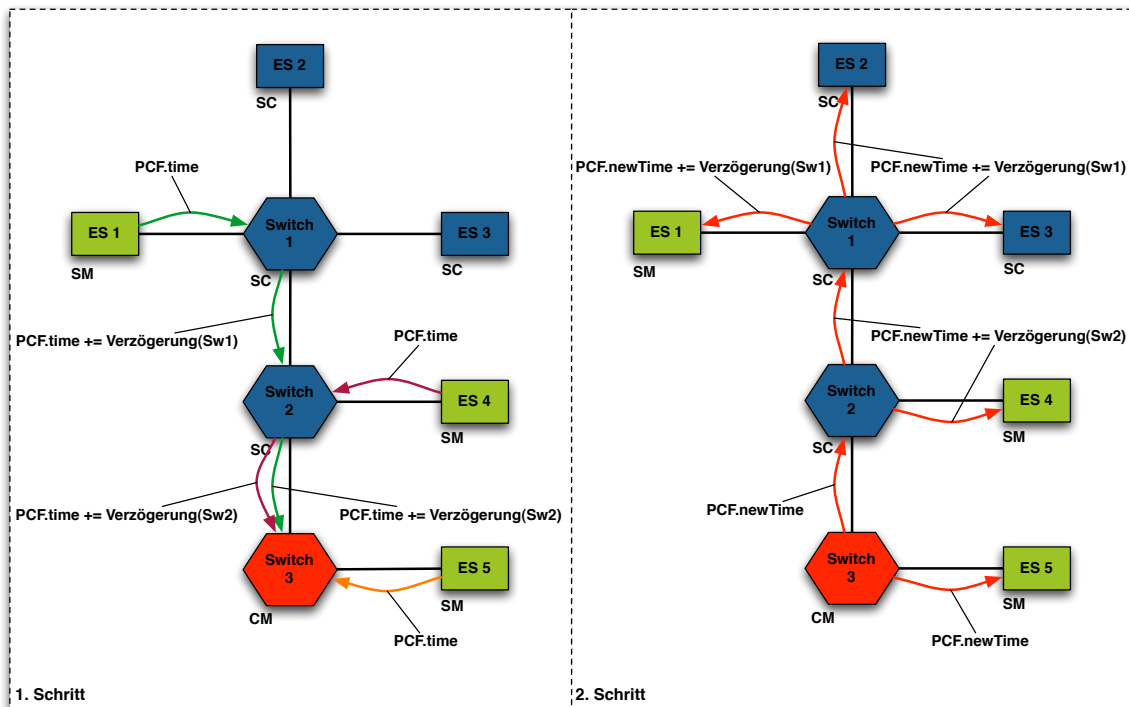 ES 2
SC
PCF.time
ES 1
SM
Switch
1
SC
ES 3
SC
PCF.time += Verzögerung(Sw1)
PCF.time
Switch
2
SC
ES 4
SM
PCF.time += Verzögerung(Sw2)
PCF.time += Verzögerung(Sw2)
Switch
3
CM
ES 5
SM
PCF.time
1. Schritt
ES 2
SC
PCF.newTime += Verzögerung(Sw1)
PCF.newTime += Verzögerung(Sw1)
ES 1
SM
Switch
1
SC
ES 3
SC
PCF.newTime += Verzögerung(Sw2)
Switch
2
SC
ES 4
SM
PCF.newTime
Switch
3
CM
ES 5
SM
PCF.newTime
2. Schritt